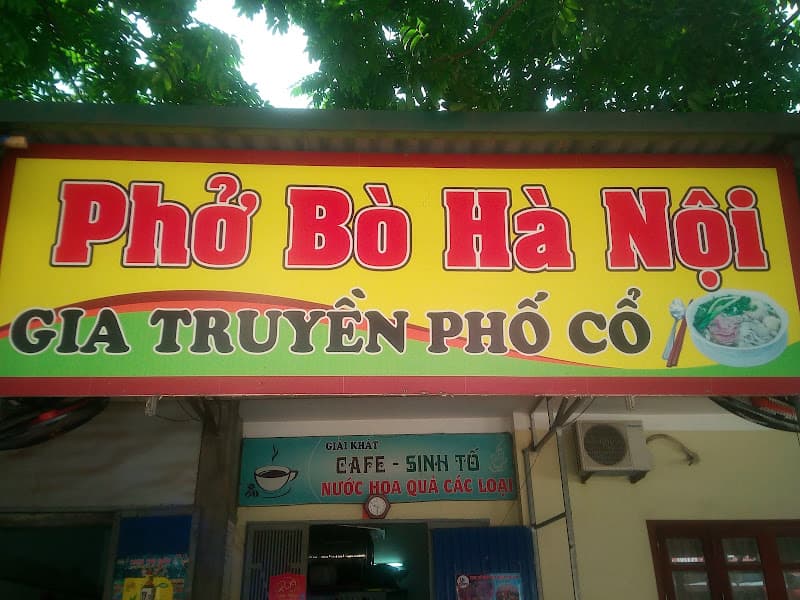 Phở Bò Hà Nội
GIA TRUYỀN PHỐ CỔ
GIẢI KHÁT
CAFE - SINH TỐ
NƯỚC HOA QUẢ CÁC LOẠI